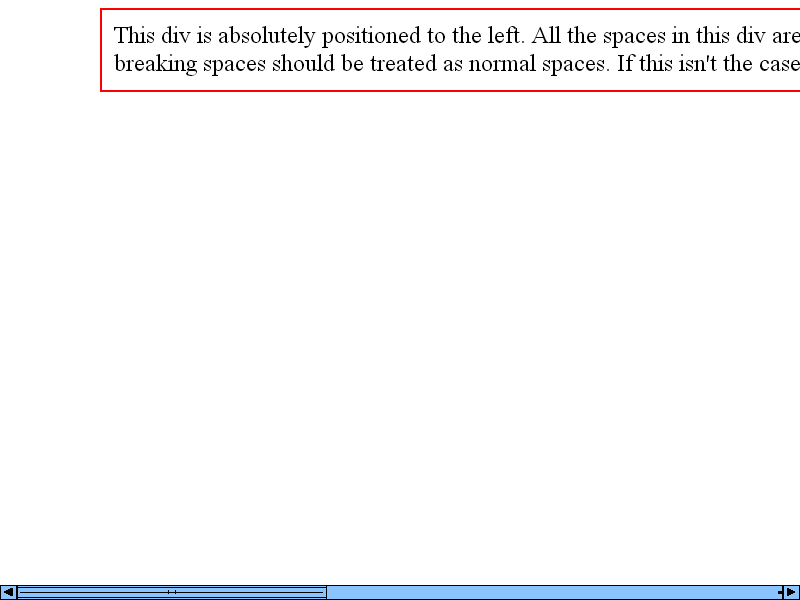 This div is absolutely positioned to the left. All the spaces in this div are
breaking spaces should be treated as normal spaces. If this isn't the case